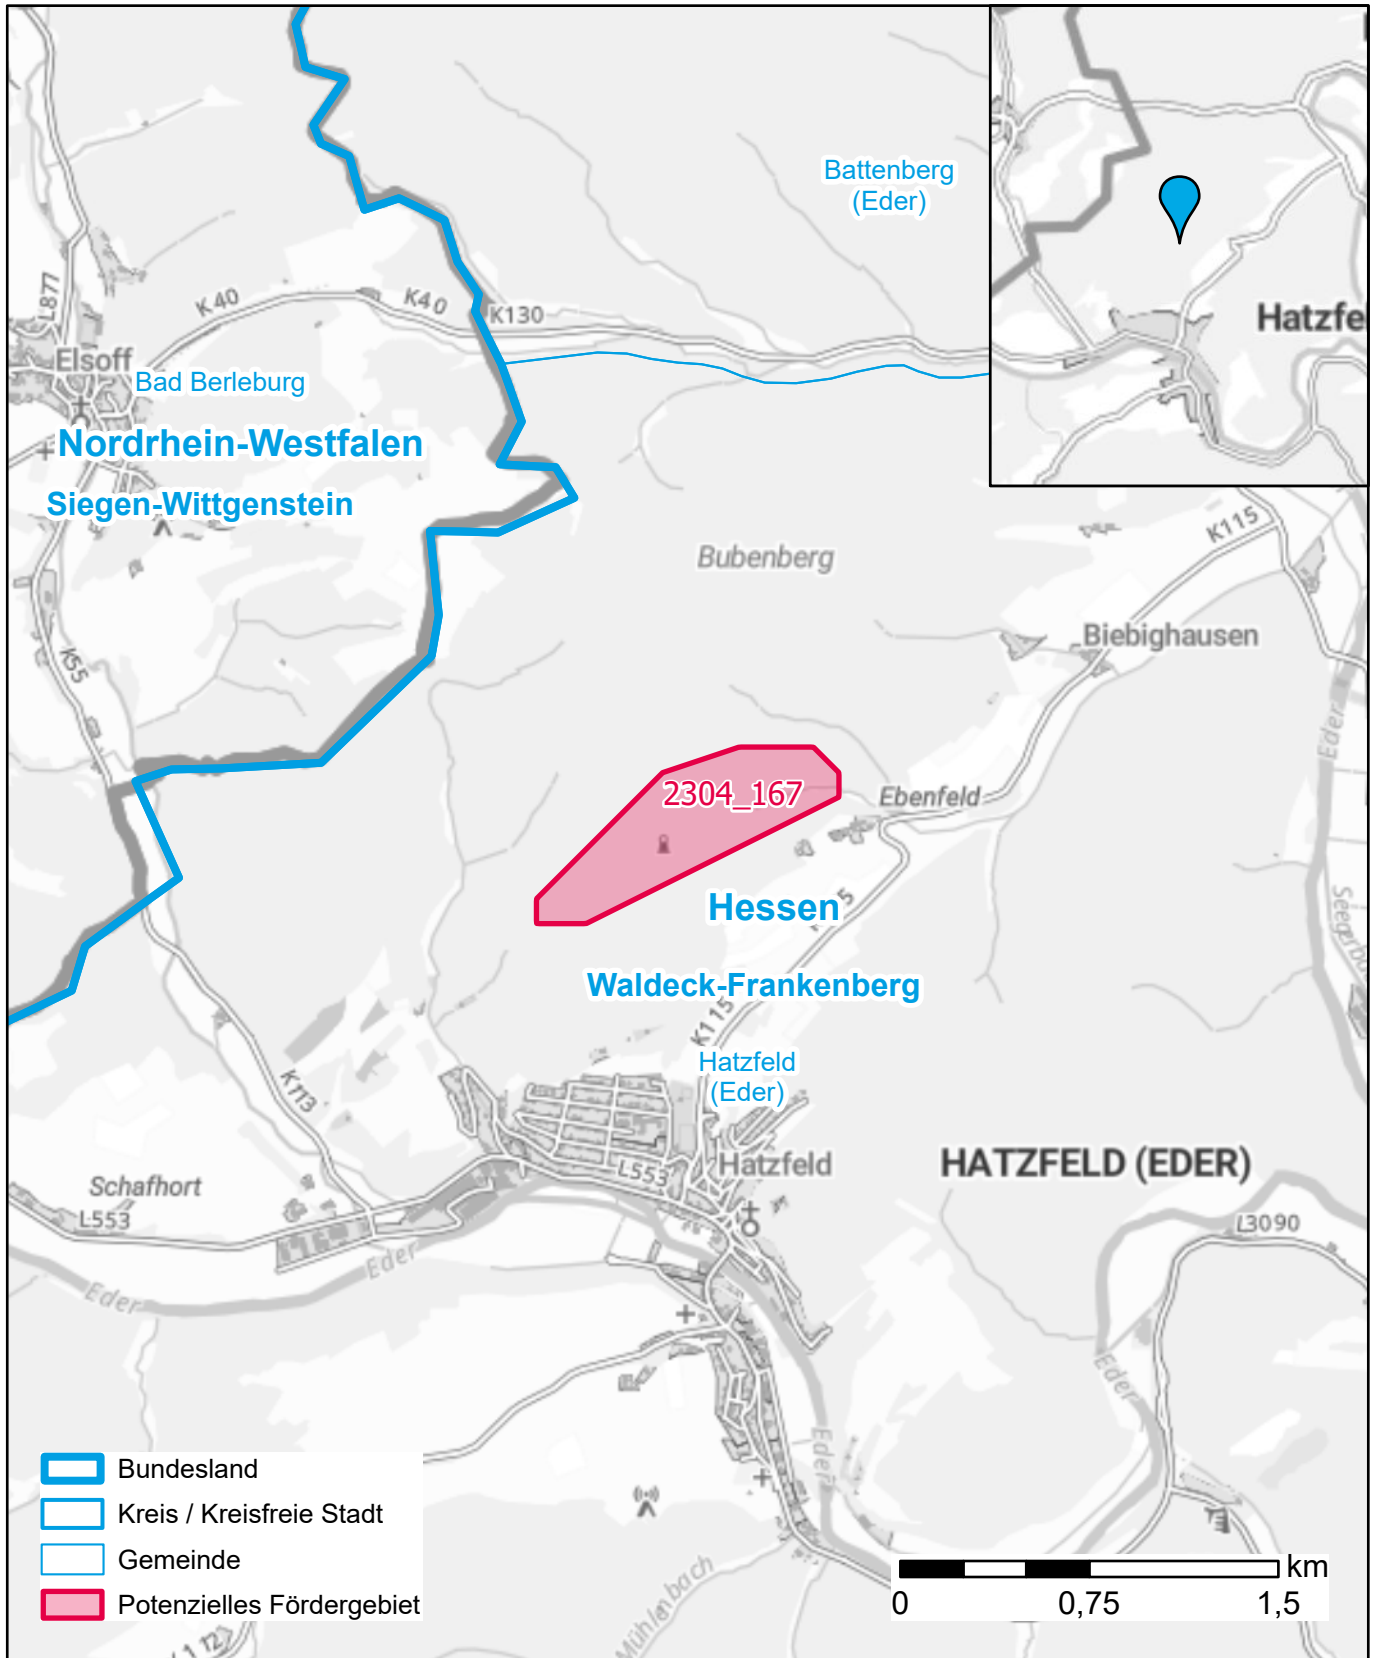 Battenberg
(Eder)
Hatzfe
L877
K40
K40
K130
Elsoff
Bad Berleburg
Nordrhein-Westfalen
Siegen-Wittgenstein
K115
Bubenberg
Biebighausen
K55
Eder
2304_167
Ebenfeld
Hessen
Waldeck-Frankenberg
K115
Hatzfeld
(Eder)
K113
Hatzfeld
HATZFELD (EDER)
L553
Schafhort
L553
L3090
Eder
Eder
Eder
Eder
Bundesland
Kreis / Kreisfreie Stadt
Gemeinde
Potenzielles Fördergebiet
Mühlenbach
km
0
0,75
1,5